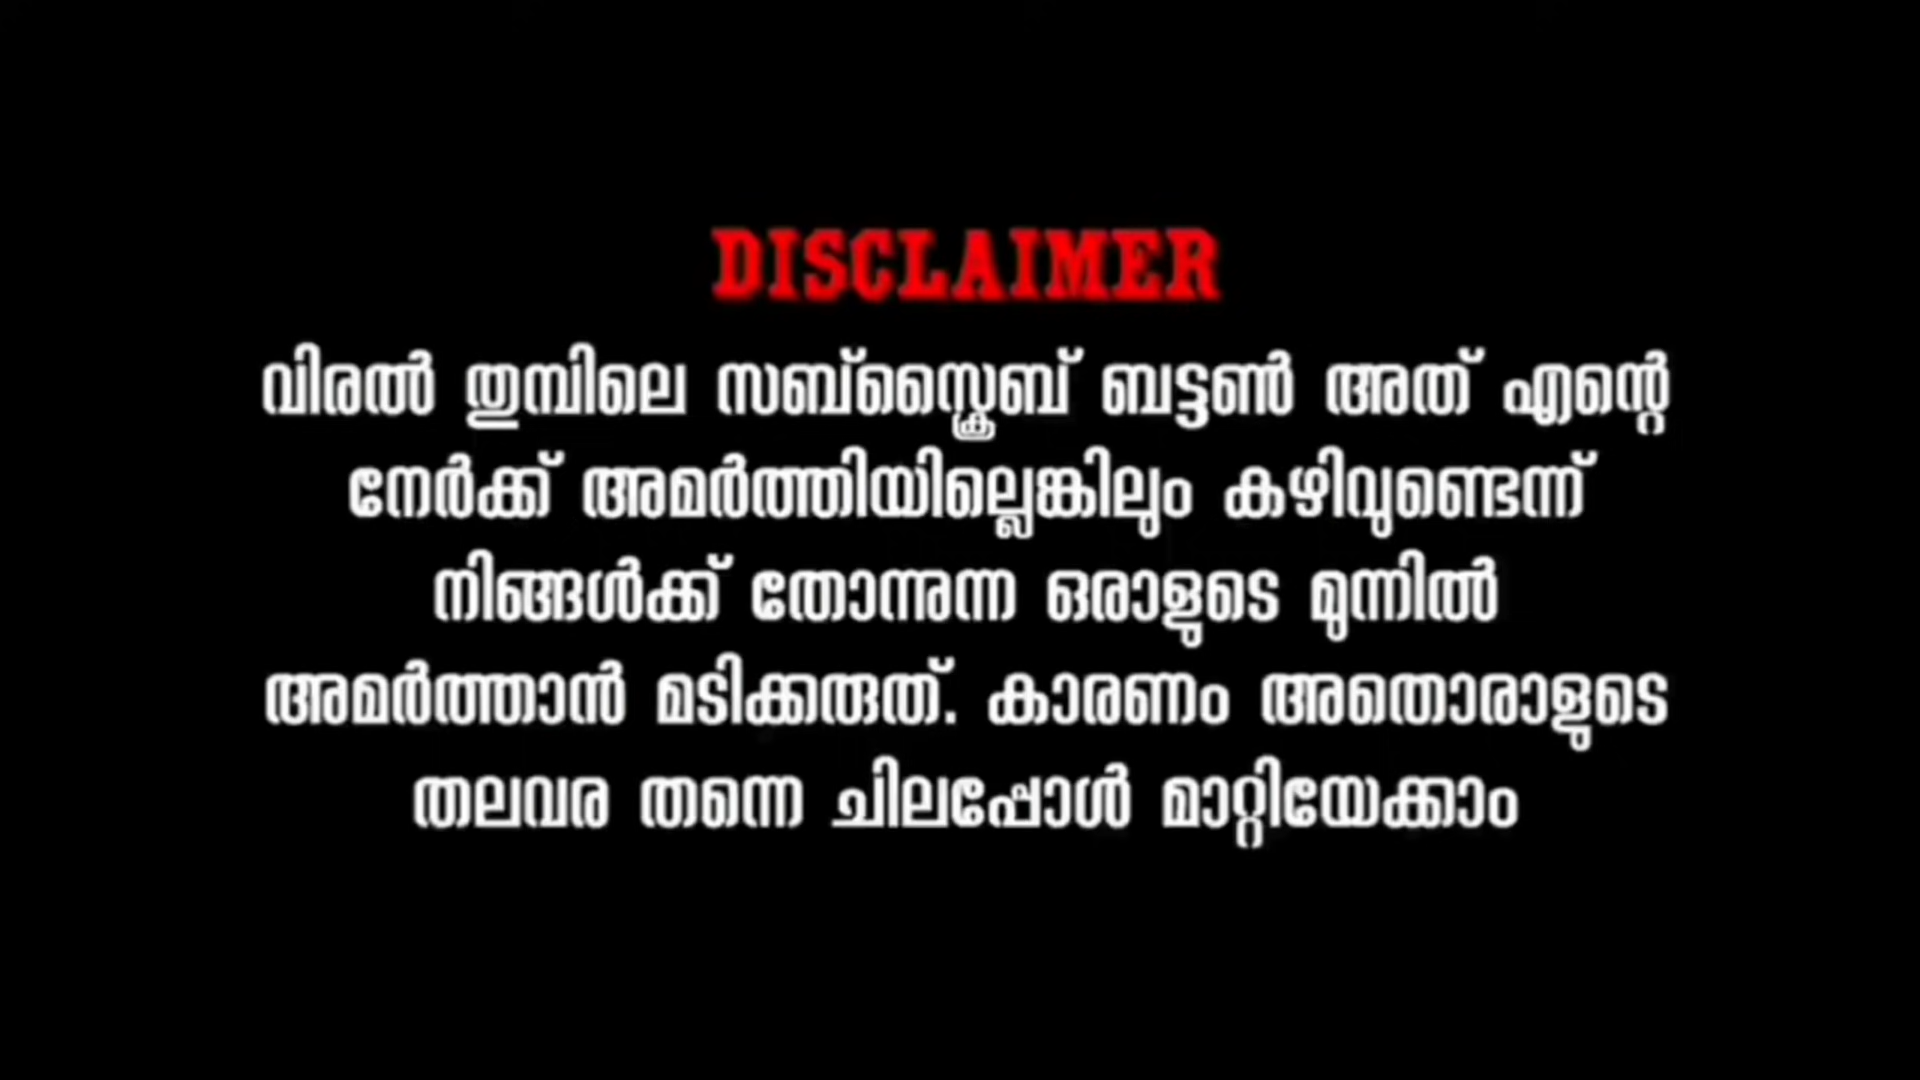 DISCLAIMER
വിരൽ തുമ്പിലെ സബ്സ്ക്രൈബ് ബട്ടൺ അത് എന്റെ
നേർക്ക് അമർത്തിയില്ലെങ്കിലും കഴിവുണ്ടെന്ന്
നിങ്ങൾക്ക് തോന്നുന്ന ഒരാളുടെ മുന്നിൽ
അമർത്താൻ മടിക്കരുത്. കാരണം അതൊരാളുടെ
തലവര തന്നെ ചിലപ്പോൾ മാറ്റിയേക്കാം